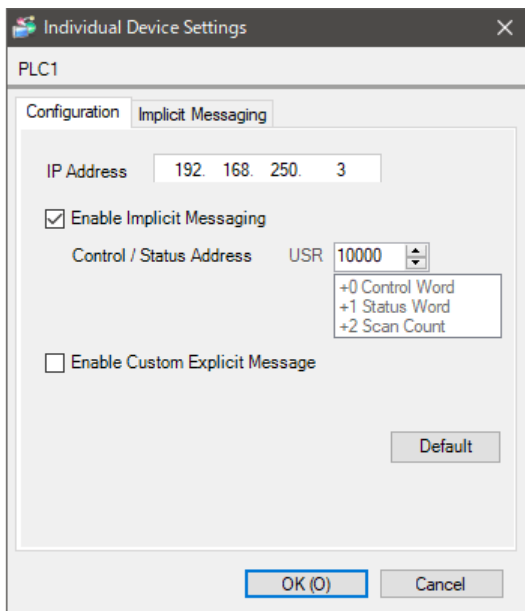 Individual Device Settings
PLC1
Configuration Implicit Messaging
IP Address 192. 168. 250. 3
Enable Implicit Messaging
Control / Status Address USR 10000
+0 Control Word
+1 Status Word
+2 Scan Count
Enable Custom Explicit Message
Default
OK (O) Cancel